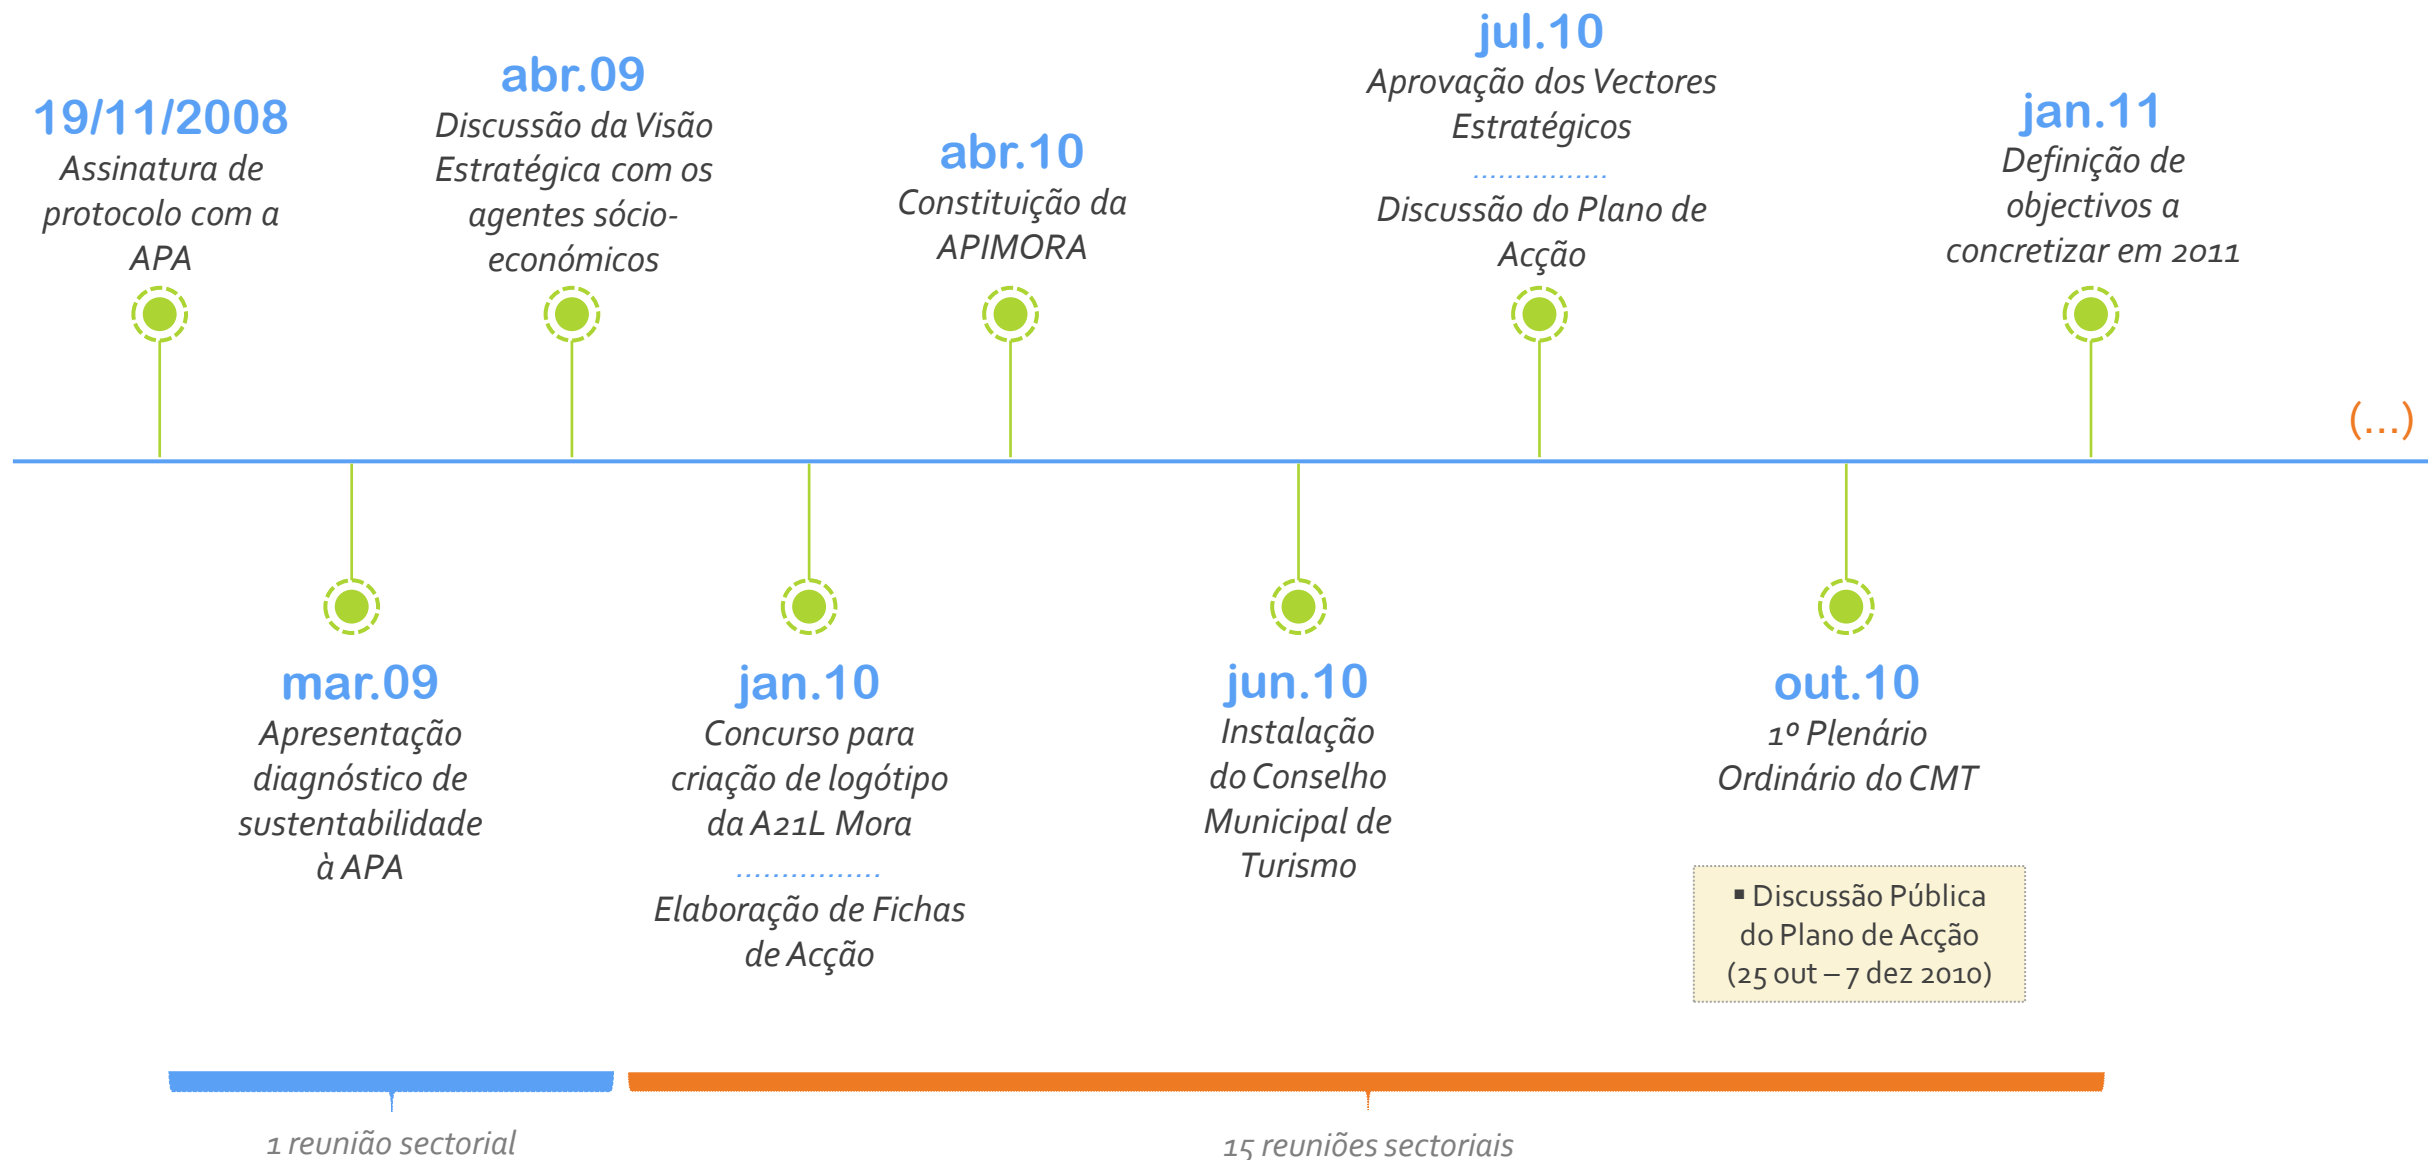 19/11/2008
Assinatura de
protocolo com a
APA
mar.09
Apresentação
diagnóstico de
sustentabilidade
à APA
abr.09
Discussão da Visão
Estratégica com os
agentes sócio-
económicos
jan.10
Concurso para
criação de logótipo
da A21L Mora
................
Elaboração de Fichas
de Acção
abr.10
Constituição da
APIMORA
jun.10
Instalação
do Conselho
Municipal de
Turismo
jul.10
Aprovação dos Vectores
Estratégicos
................
Discussão do Plano de
Acção
out.10
1º Plenário
Ordinário do CMT
▪ Discussão Pública
do Plano de Acção
(25 out – 7 dez 2010)
jan.11
Definição de
objectivos a
concretizar em 2011
(...)
1 reunião sectorial
15 reuniões sectoriais